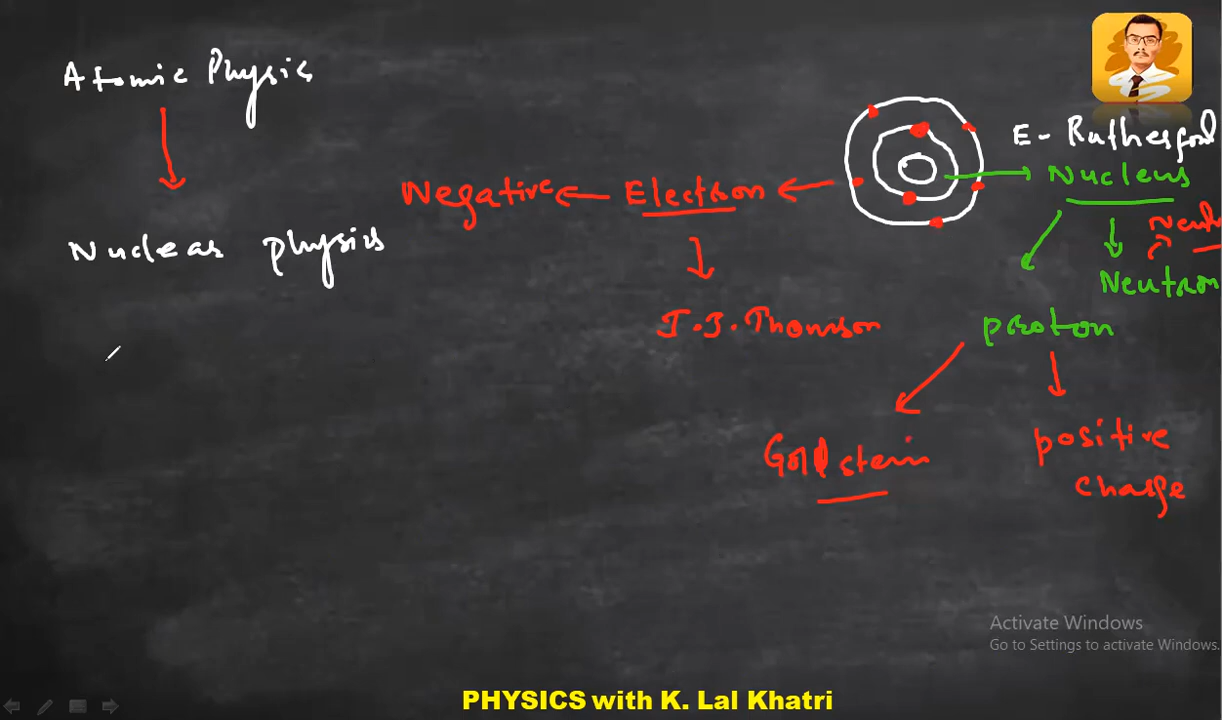 Atomic Physics
E- Rutherford
Nucleus
Negative Electron
Nuclear physics
Neutron
J.J. Thomson
proton
Goldstein
positive
charge
Activate Windows
Go to Settings to activate Windows.
PHYSICS with K. Lal Khatri